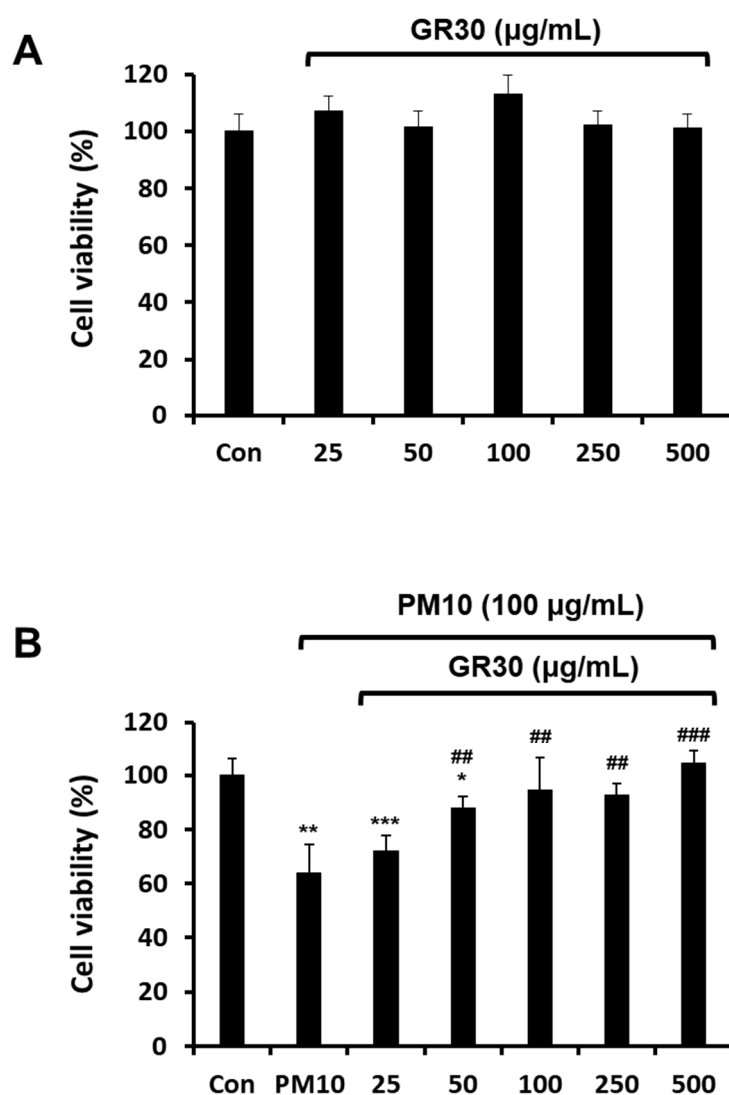 A
GR30 (µg/mL)
Cell viability (%)
120
100
80
60
40
20
0
Con 25 50 100 250 500
B
PM10 (100 µg/mL)
GR30 (µg/mL)
Cell viability (%)
120
100
80
60
40
20
0
** *** ## * ## ## ###
Con PM10 25 50 100 250 500